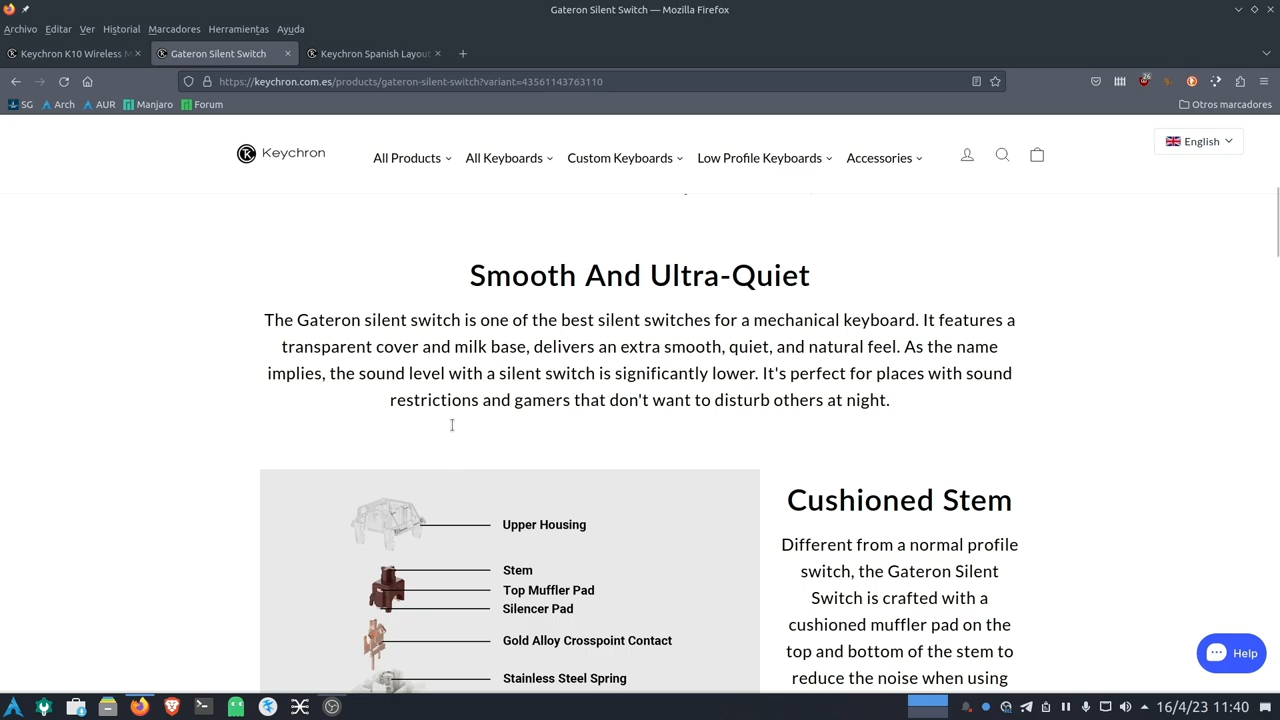 Gateron Silent Switch — Mozilla Firefox
Archivo Editar Ver Historial Marcadores Herramientas Ayuda
Keychron K10 Wireless M
Gateron Silent Switch
Keychron Spanish Layout
https://keychron.com.es/products/gateron-silent-switch?variant=43561143763110
26
SG Arch AUR Manjaro Forum
Otros marcadores
Keychron
All Products All Keyboards Custom Keyboards Low Profile Keyboards Accessories
English
Smooth And Ultra-Quiet
The Gateron silent switch is one of the best silent switches for a mechanical keyboard. It features a
transparent cover and milk base, delivers an extra smooth, quiet, and natural feel. As the name
implies, the sound level with a silent switch is significantly lower. It's perfect for places with sound
restrictions and gamers that don't want to disturb others at night.
Upper Housing
Stem
Top Muffler Pad
Silencer Pad
Gold Alloy Crosspoint Contact
Stainless Steel Spring
Cushioned Stem
Different from a normal profile
switch, the Gateron Silent
Switch is crafted with a
cushioned muffler pad on the
top and bottom of the stem to
reduce the noise when using
Help
16/4/23 11:40